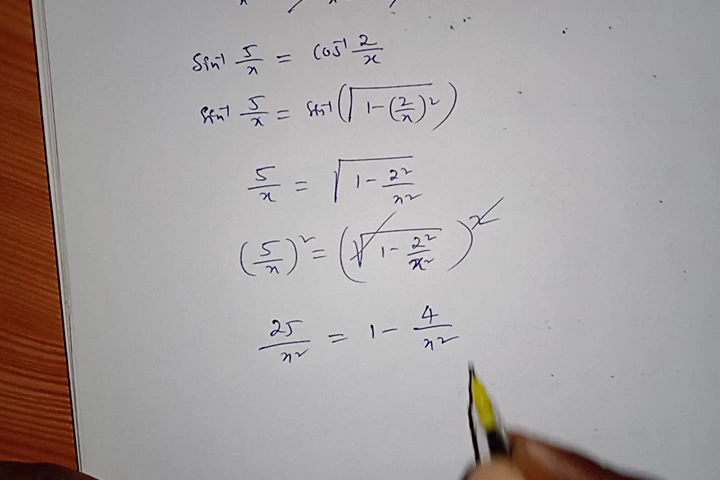 sin⁻¹ 5/x = cos⁻¹ 2/x
sin⁻¹ 5/x = sin⁻¹(√(1-(2/x)²))
5/x = √(1 - 2²/x²)
(5/x)² = (√(1 - 2²/x²))²
25/x² = 1 - 4/x²